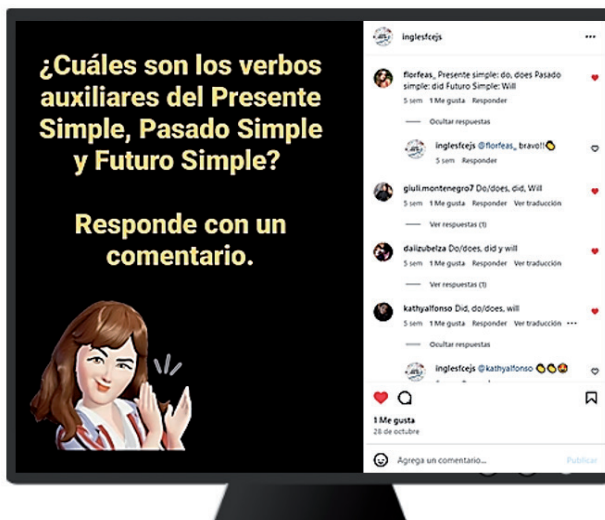 ¿Cuáles son los verbos
auxiliares del Presente
Simple, Pasado Simple
y Futuro Simple?
Responde con un
comentario.
inglesfcejs
florfeas_ Presente simple: do, does Pasado
simple: did Futuro Simple: Will
5 sem 1 Me gusta Responder
Ocultar respuestas
inglesfcejs @florfeas_ bravo!!
5 sem Responder
giuli.montenegro7 Do/does, did, Will
5 sem 1 Me gusta Responder Ver traducción
Ver respuestas (1)
daiizubelza Do/does, did y will
5 sem 1 Me gusta Responder Ver traducción
Ver respuestas (1)
kathyalfonso Did, do/does, will
5 sem 1 Me gusta Responder Ver traducción
Ocultar respuestas
inglesfcejs @kathyalfonso
1 Me gusta
28 de octubre
Agrega un comentario...
Publicar